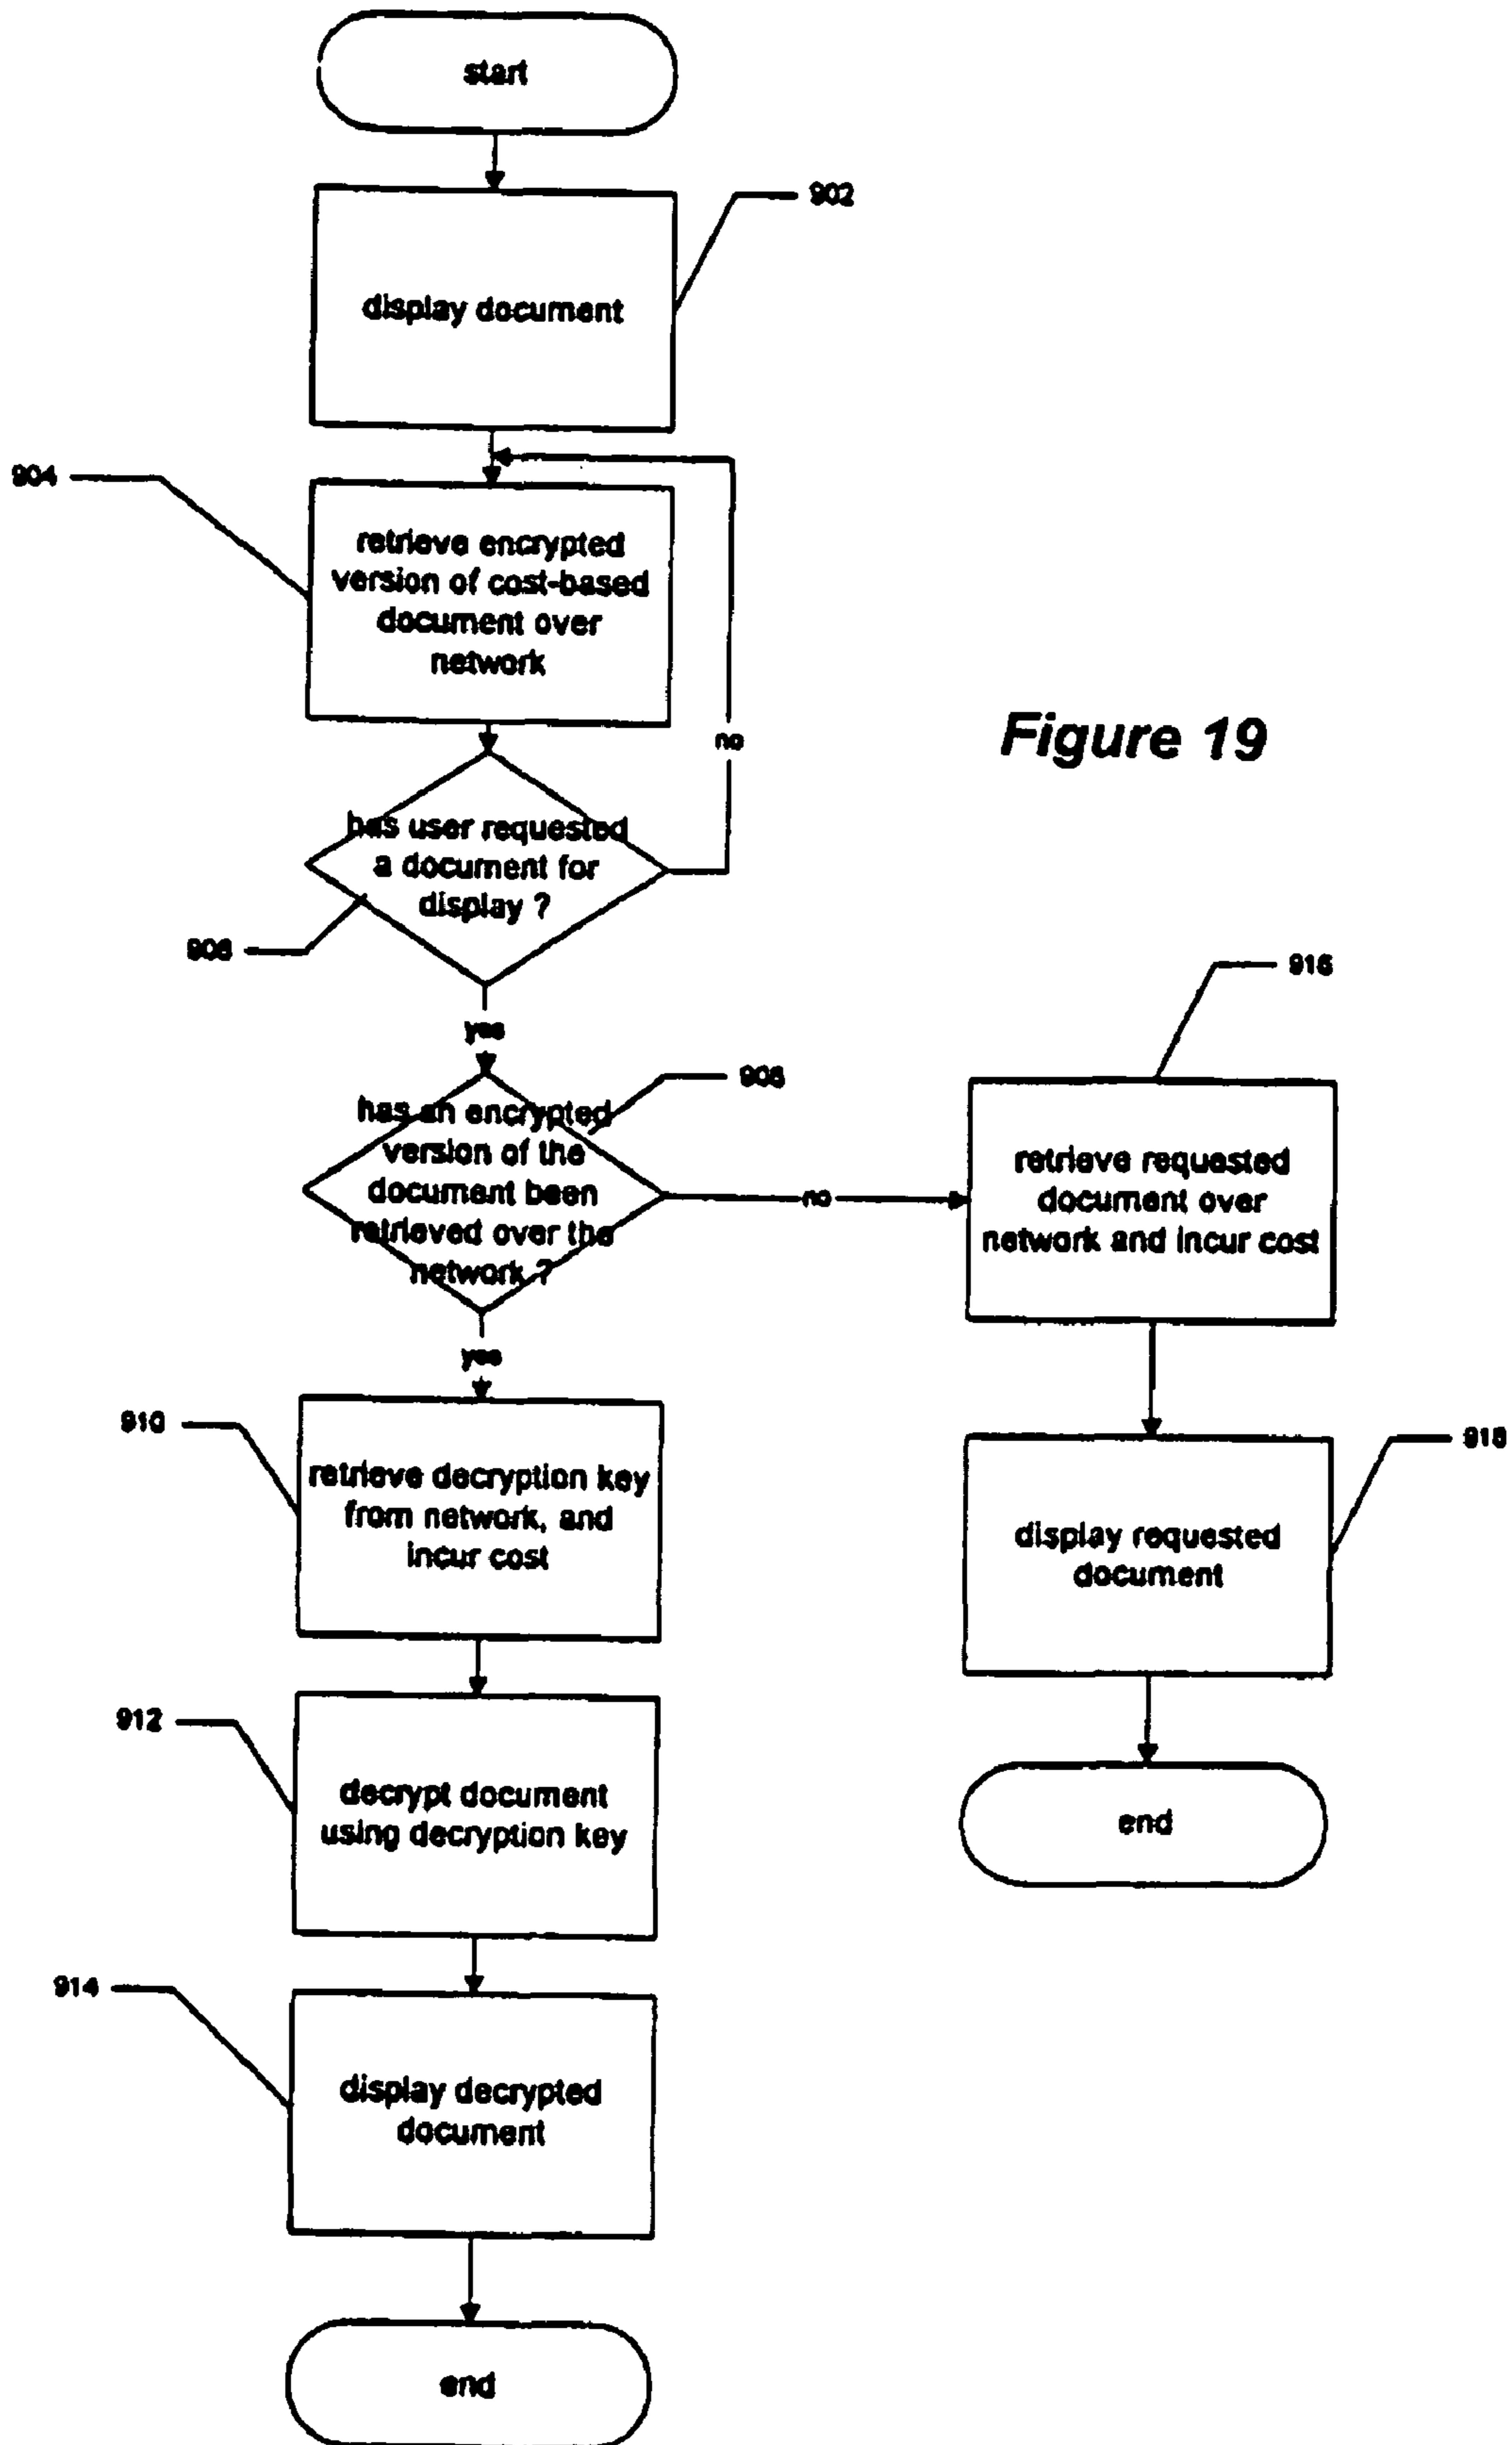 start
902
display document
904
retrieve encrypted
version of cost-based
document over
network
Figure 19
no
has user requested
a document for
display ?
906
916
yes
908
has an encrypted
version of the
document been
retrieved over the
network ?
no
retrieve requested
document over
network and incur cost
yes
910
918
retrieve decryption key
from network, and
incur cost
display requested
document
912
decrypt document
using decryption key
end
914
display decrypted
document
end